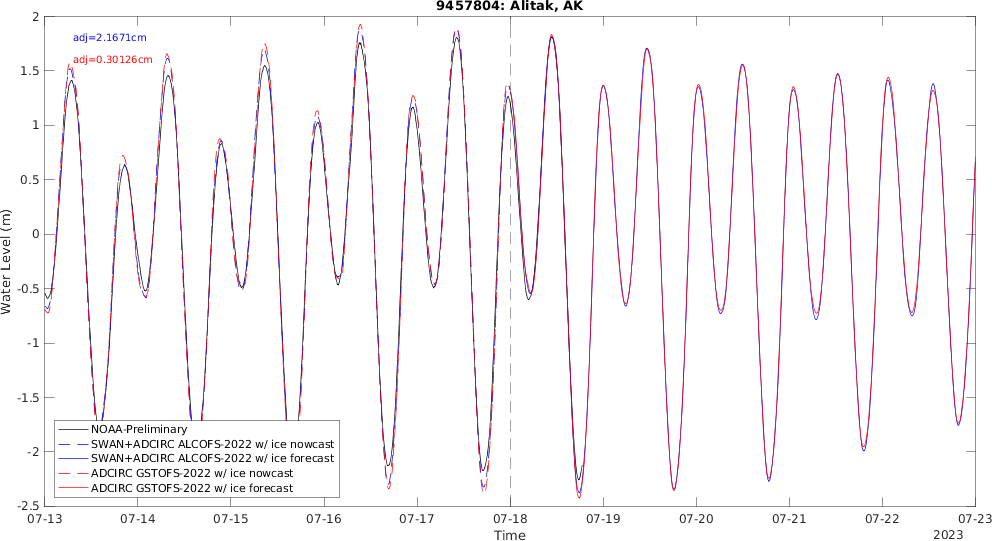 9457804: Alitak, AK
adj=2.1671cm
adj=0.30126cm
2
1.5
1
0.5
0
-0.5
-1
-1.5
-2
-2.5
Water Level (m)
NOAA-Preliminary
SWAN+ADCIRC ALCOFS-2022 w/ ice nowcast
SWAN+ADCIRC ALCOFS-2022 w/ ice forecast
ADCIRC GSTOFS-2022 w/ ice nowcast
ADCIRC GSTOFS-2022 w/ ice forecast
07-13 07-14 07-15 07-16 07-17 07-18 07-19 07-20 07-21 07-22 07-23
Time
2023